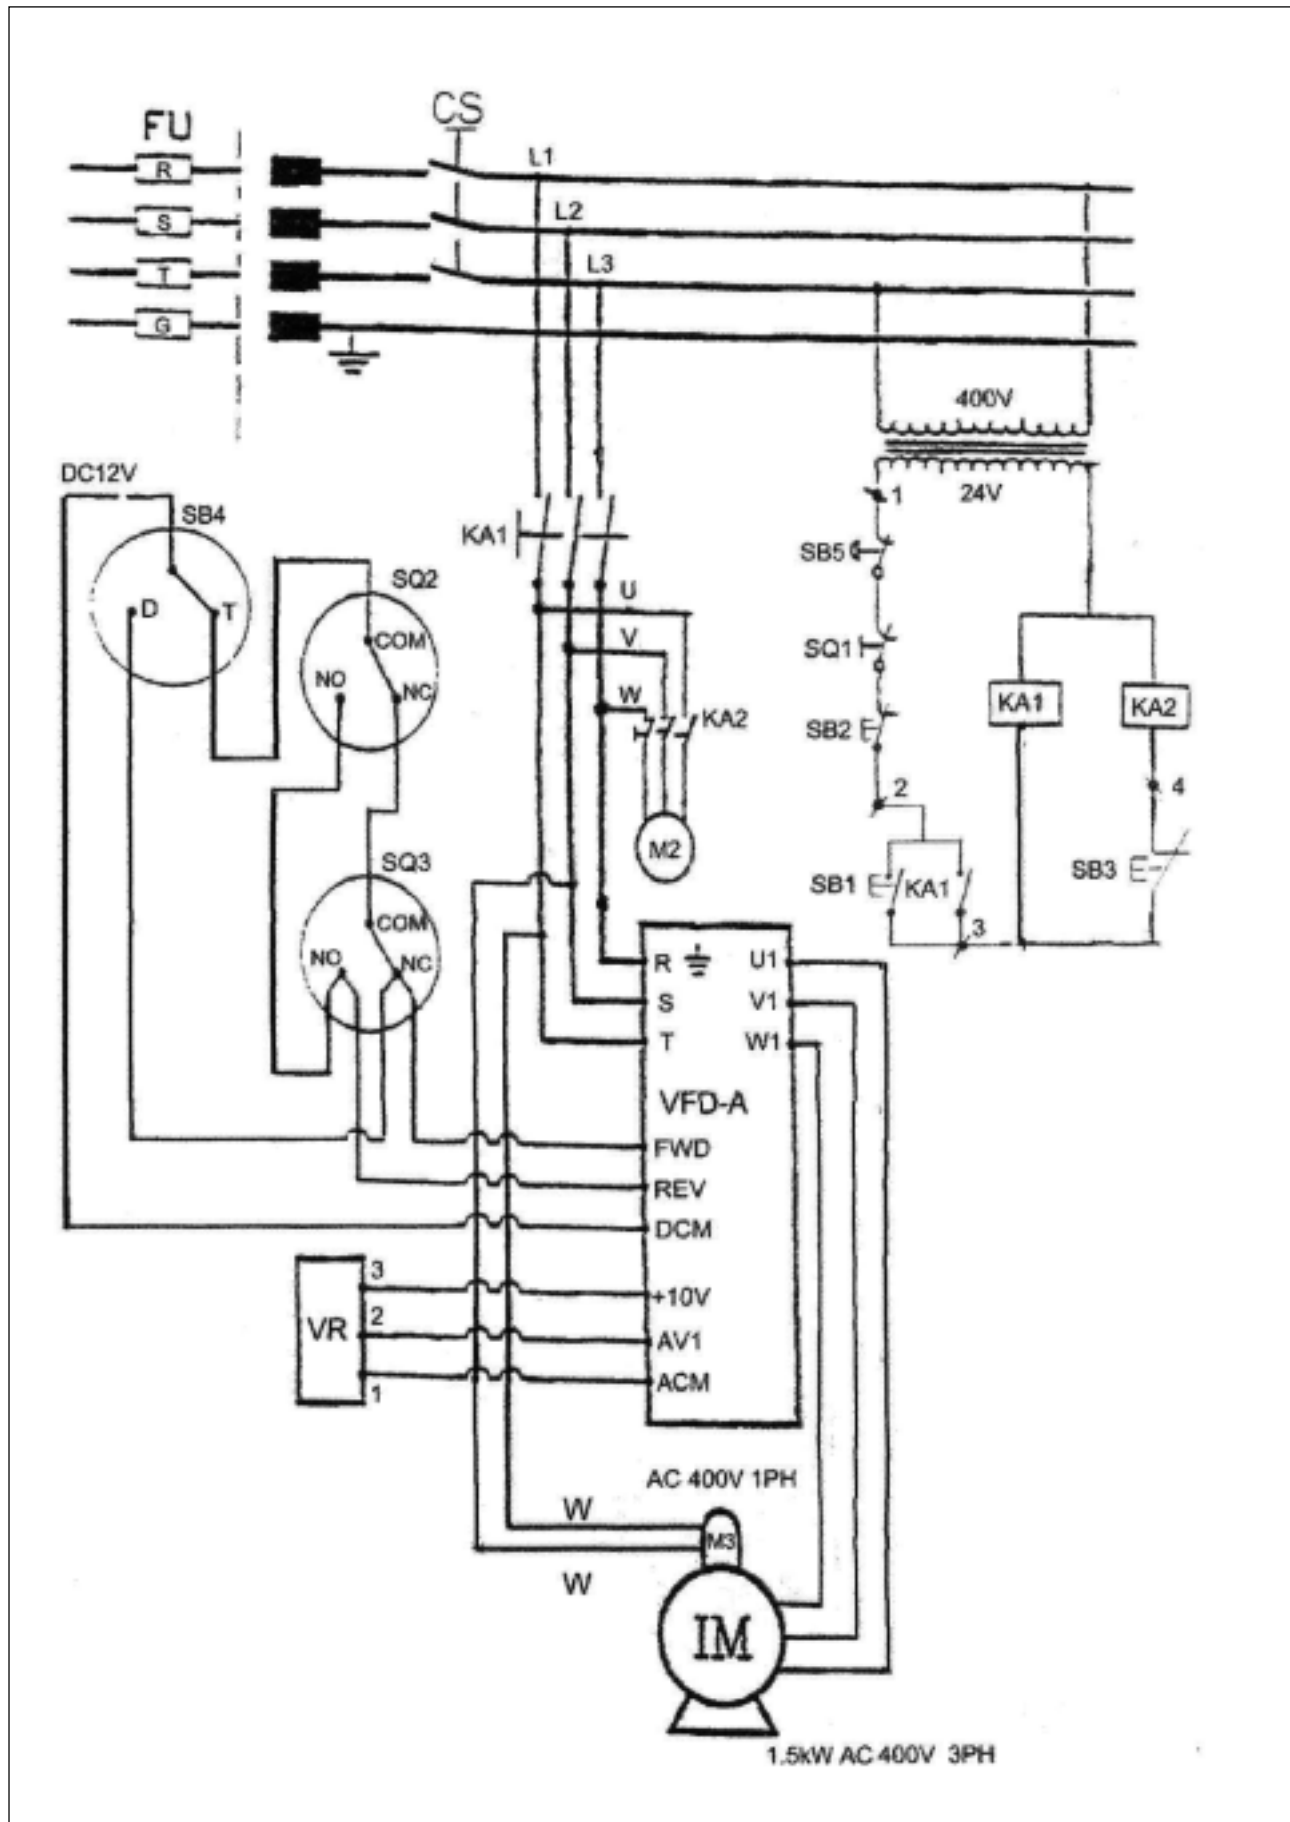 FU
CS
R
S
T
G
L1
L2
L3
400V
24V
1
DC12V
SB4
D
T
SQ2
COM
NO
NC
KA1
U
V
W
KA2
M2
SB5
SQ1
SB2
2
SB1
KA1
3
KA1
KA2
4
SB3
SQ3
COM
NO
NC
R
S
T
U1
V1
W1
VFD-A
FWD
REV
DCM
+10V
AV1
ACM
VR
3
2
1
AC 400V 1PH
W
W
M3
IM
1.5kW AC 400V 3PH